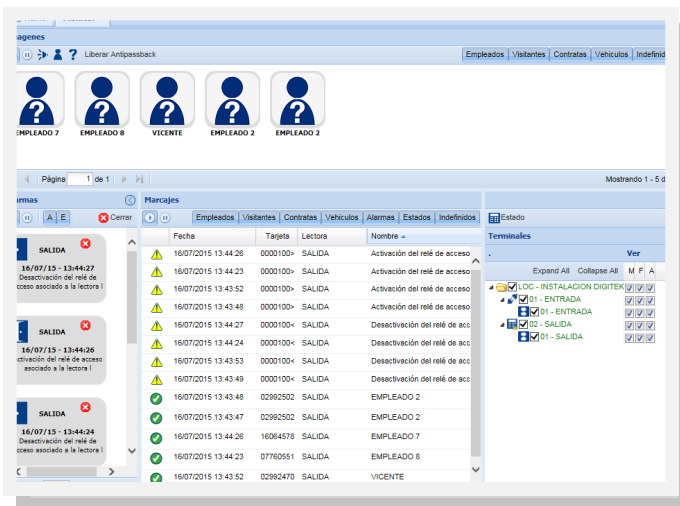 Liberar Antipassback
Empleados Visitantes Contratas Vehículos
EMPLEADO 7 EMPLEADO 8 VICENTE EMPLEADO 2 EMPLEADO 2
Página 1 de 1
Mostrando 1 - 5
Marcajes
A E Cerrar
Empleados Visitantes Contratas Vehículos Alarmas Estados Indefinidos
Estado
Fecha Tarjeta Lectora Nombre
Terminales
. Ver
Expand All Collapse All M F A
SALIDA
16/07/15 - 13:44:27
Desactivación del relé de
asociado a la lectora l
SALIDA
16/07/15 - 13:44:26
del relé de acceso
asociado a la lectora l
SALIDA
16/07/15 - 13:44:24
Desactivación del relé de
asociado a la lectora l
16/07/2015 13:44:26 0000100> SALIDA Activación del relé de acceso
16/07/2015 13:44:23 0000100> SALIDA Activación del relé de acceso
16/07/2015 13:43:52 0000100> SALIDA Activación del relé de acceso
16/07/2015 13:43:48 0000100> SALIDA Activación del relé de acceso
16/07/2015 13:44:27 0000100< SALIDA Desactivación del relé de acc
16/07/2015 13:44:24 0000100< SALIDA Desactivación del relé de acc
16/07/2015 13:43:53 0000100< SALIDA Desactivación del relé de acc
16/07/2015 13:43:49 0000100< SALIDA Desactivación del relé de acc
16/07/2015 13:43:48 02992502 SALIDA EMPLEADO 2
16/07/2015 13:43:47 02992502 SALIDA EMPLEADO 2
16/07/2015 13:44:26 16064578 SALIDA EMPLEADO 7
16/07/2015 13:44:23 07760551 SALIDA EMPLEADO 8
16/07/2015 13:43:52 02992470 SALIDA VICENTE
LOC - INSTALACION DIGITEK
01 - ENTRADA
01 - ENTRADA
02 - SALIDA
01 - SALIDA